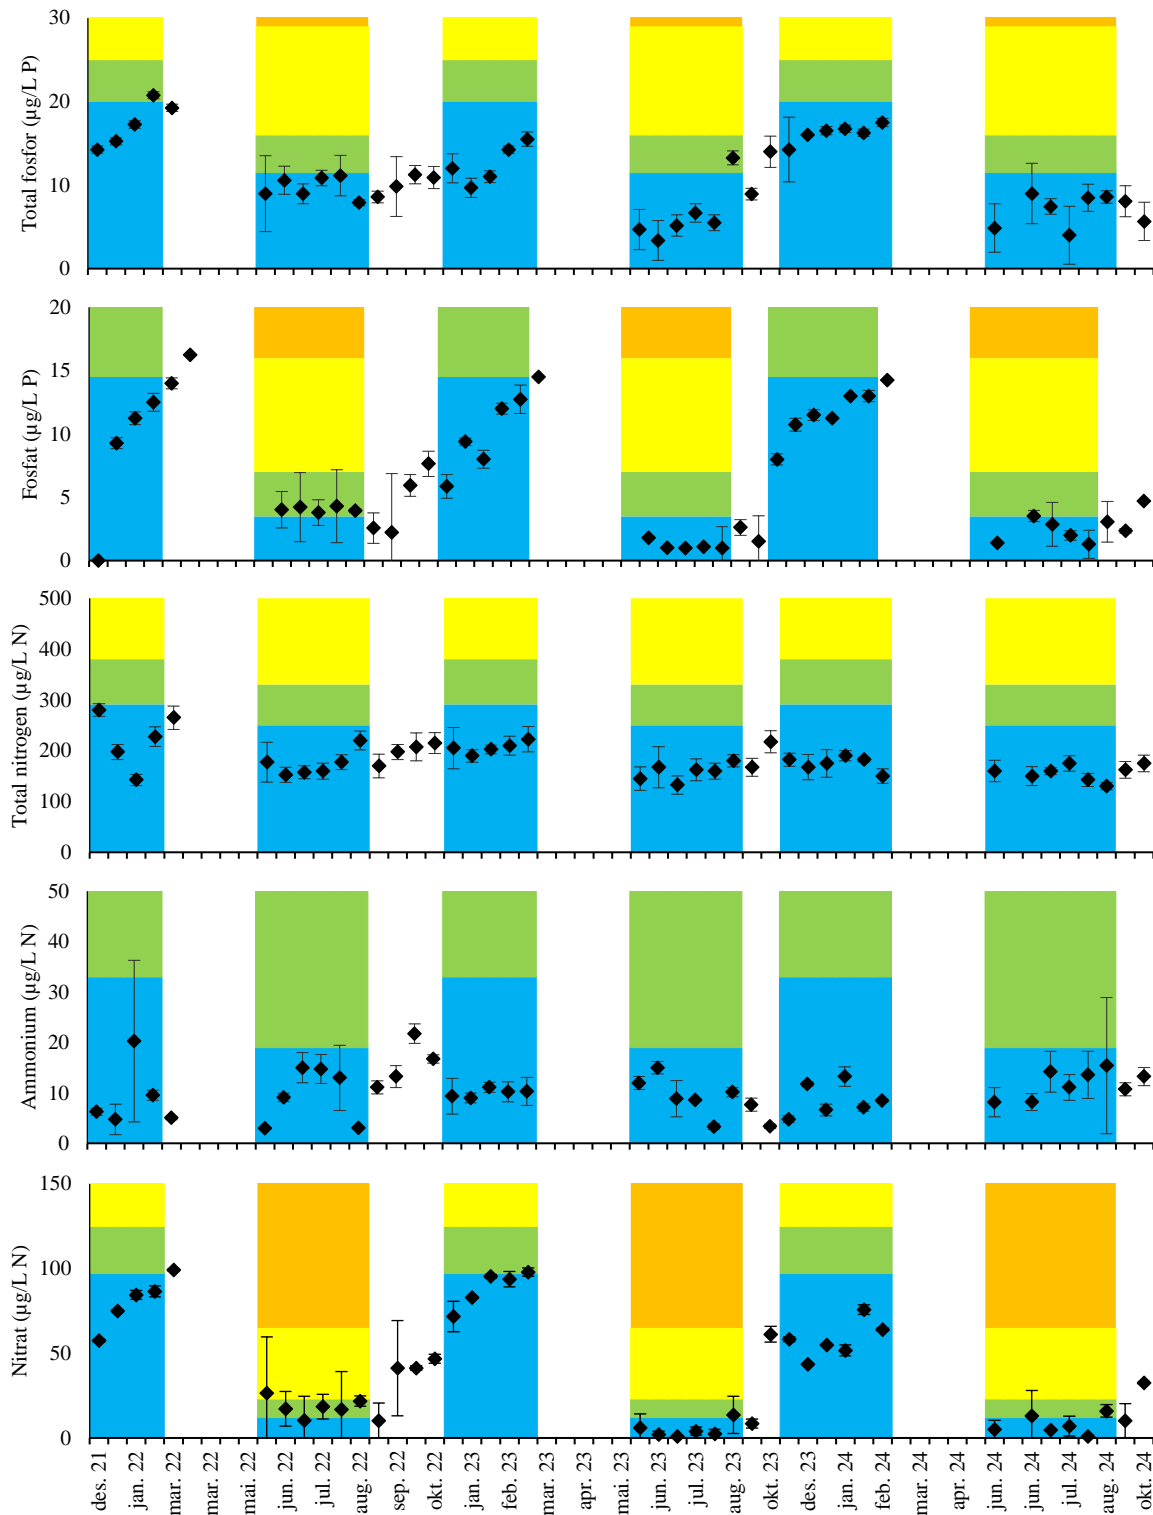 Total fosfor (µg/L P)
30
20
10
0
Fosfat (µg/L P)
20
15
10
5
0
Total nitrogen (µg/L N)
500
400
300
200
100
0
Ammonium (µg/L N)
50
40
30
20
10
0
Nitrat (µg/L N)
150
100
50
0
des. 21
jan. 22
mar. 22
mar. 22
mai. 22
jun. 22
jul. 22
aug. 22
sep. 22
okt. 22
jan. 23
feb. 23
mar. 23
apr. 23
mai. 23
jun. 23
jul. 23
aug. 23
okt. 23
des. 23
jan. 24
feb. 24
mar. 24
apr. 24
jun. 24
jul. 24
aug. 24
okt. 24